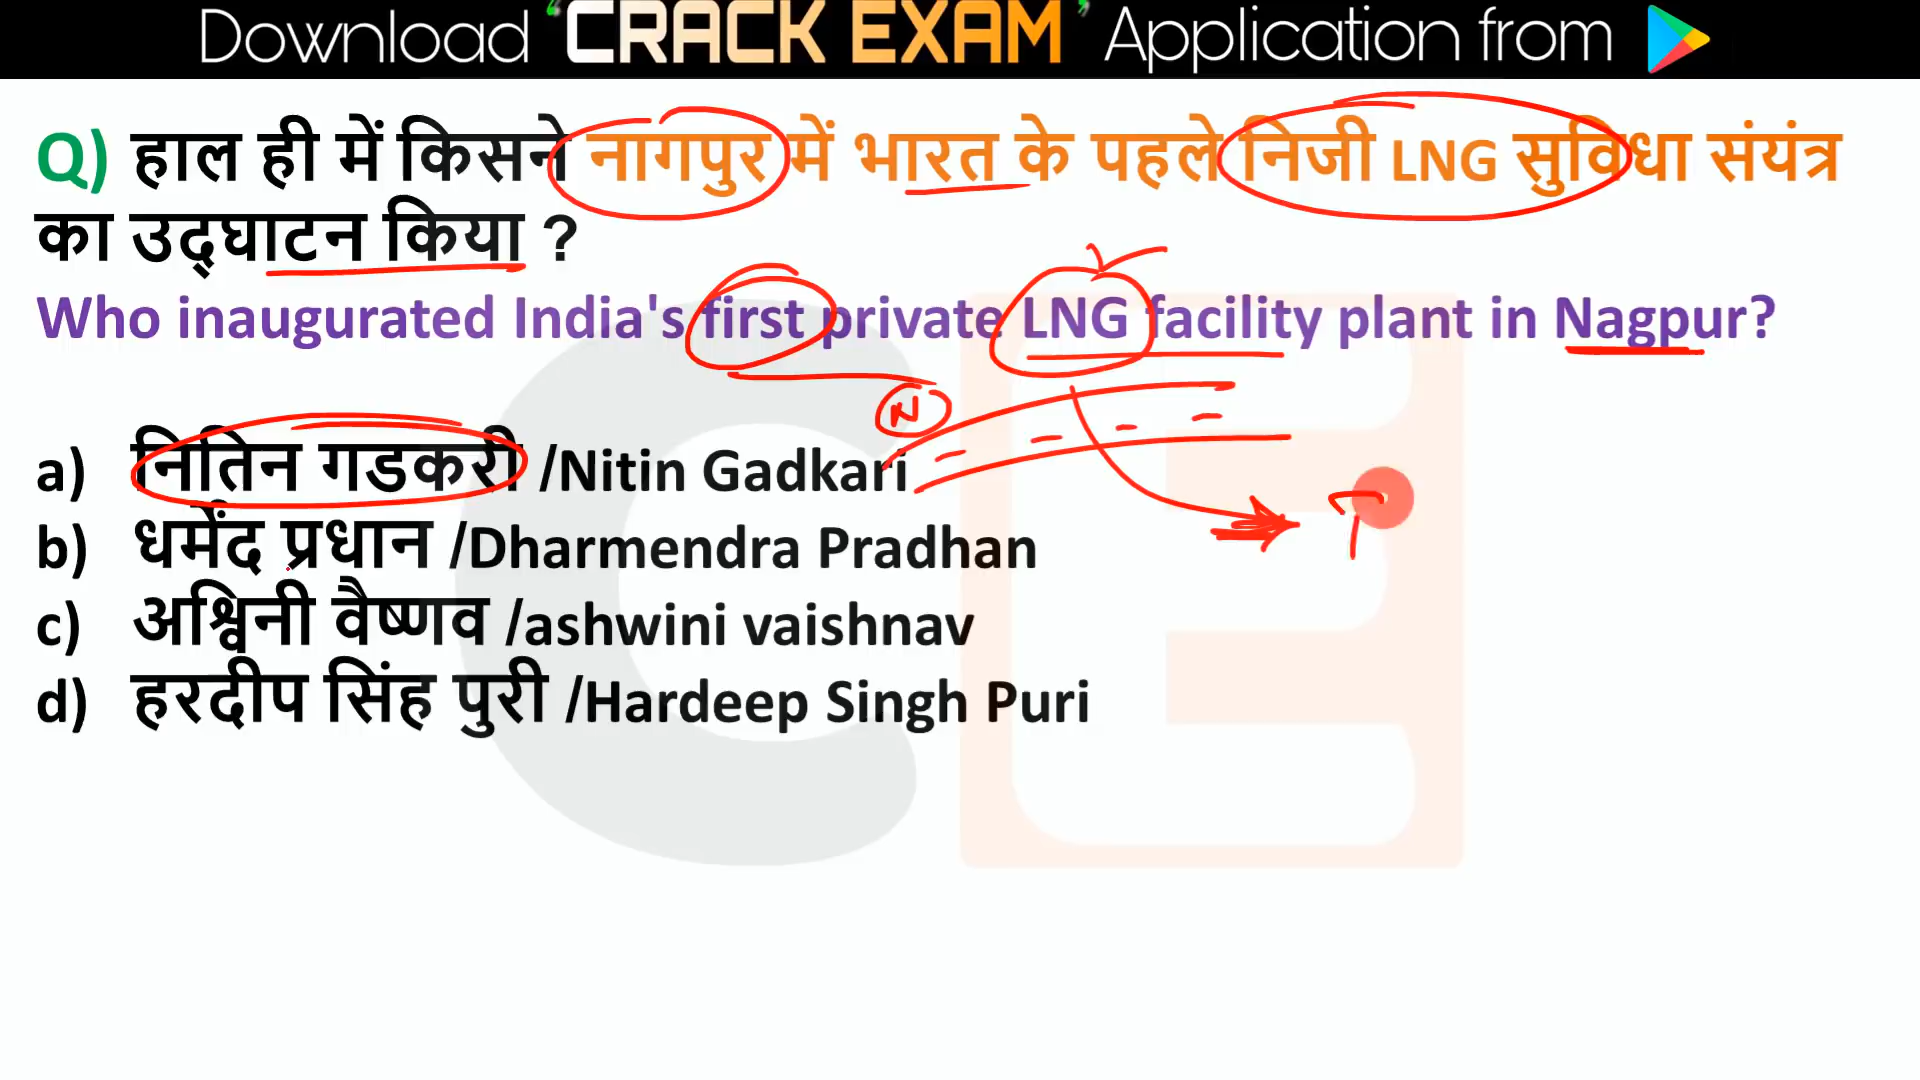 Download 'CRACK EXAM' Application from
Q) हाल ही में किसने नागपुर में भारत के पहले निजी LNG सुविधा संयंत्र
का उद्घाटन किया ?
Who inaugurated India's first private LNG facility plant in Nagpur?
N
a) नितिन गडकरी /Nitin Gadkari
b) धमेंद प्रधान /Dharmendra Pradhan
c) अश्विनी वैष्णव /ashwini vaishnav
d) हरदीप सिंह पुरी /Hardeep Singh Puri